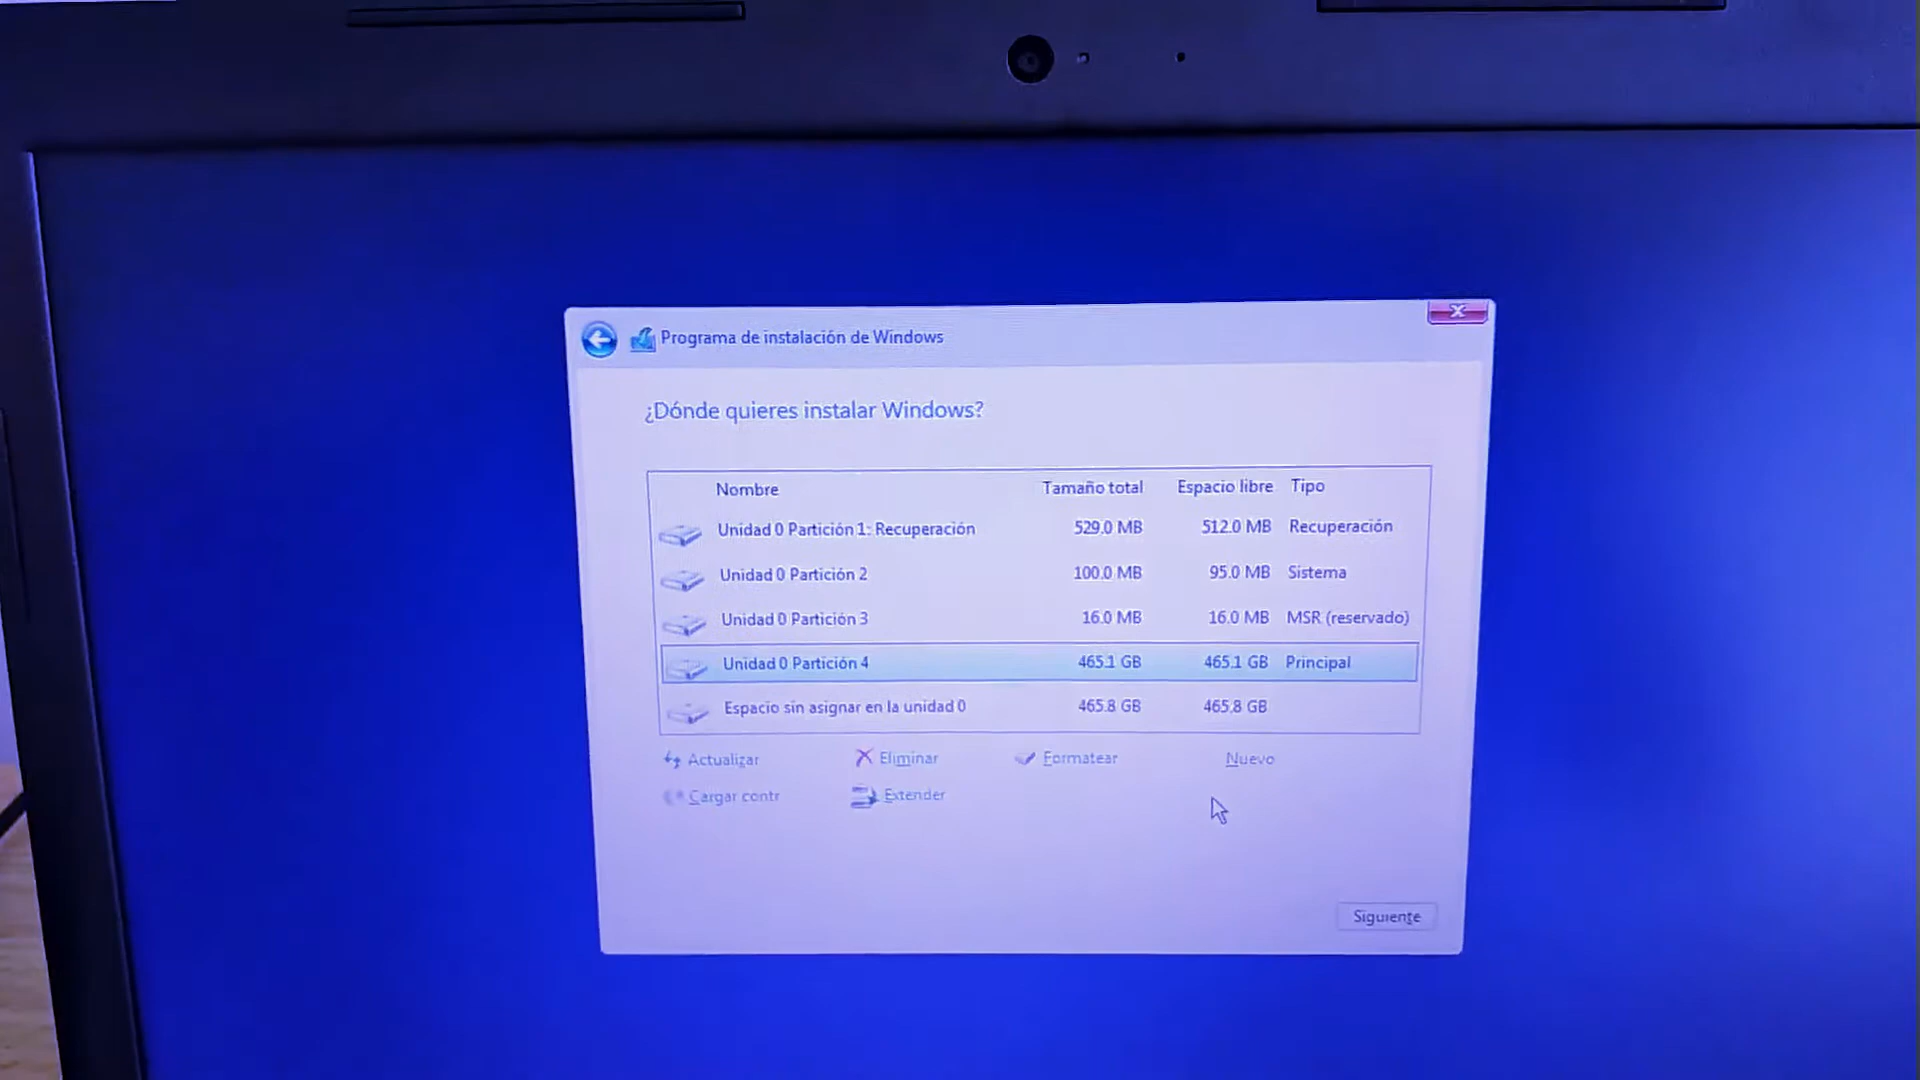 Programa de instalación de Windows
¿Dónde quieres instalar Windows?
Nombre Tamaño total Espacio libre Tipo
Unidad 0 Partición 1: Recuperación 529.0 MB 512.0 MB Recuperación
Unidad 0 Partición 2 100.0 MB 95.0 MB Sistema
Unidad 0 Partición 3 16.0 MB 16.0 MB MSR (reservado)
Unidad 0 Partición 4 465.1 GB 465.1 GB Principal
Espacio sin asignar en la unidad 0 465.8 GB 465.8 GB
Actualizar Eliminar Formatear Nuevo
Cargar contr Extender
Siguiente